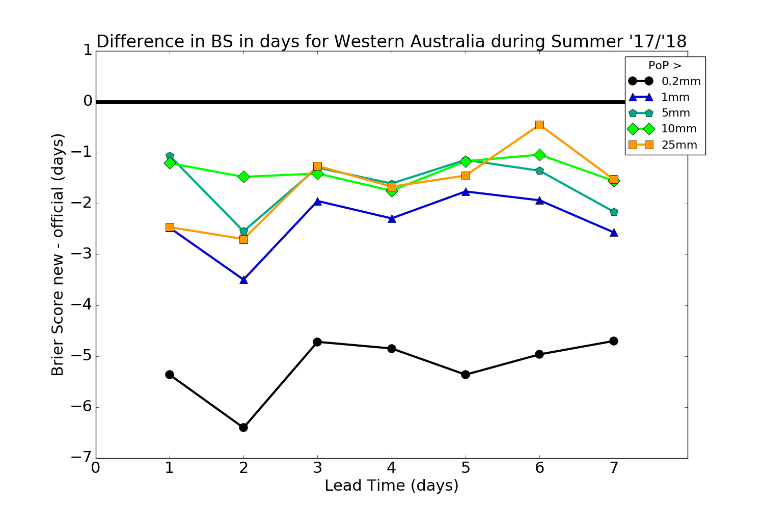 Difference in BS in days for Western Australia during Summer '17/'18
PoP >
0.2mm
1mm
5mm
10mm
25mm
Brier Score new - official (days)
1
0
−1
−2
−3
−4
−5
−6
−7
0 1 2 3 4 5 6 7
Lead Time (days)